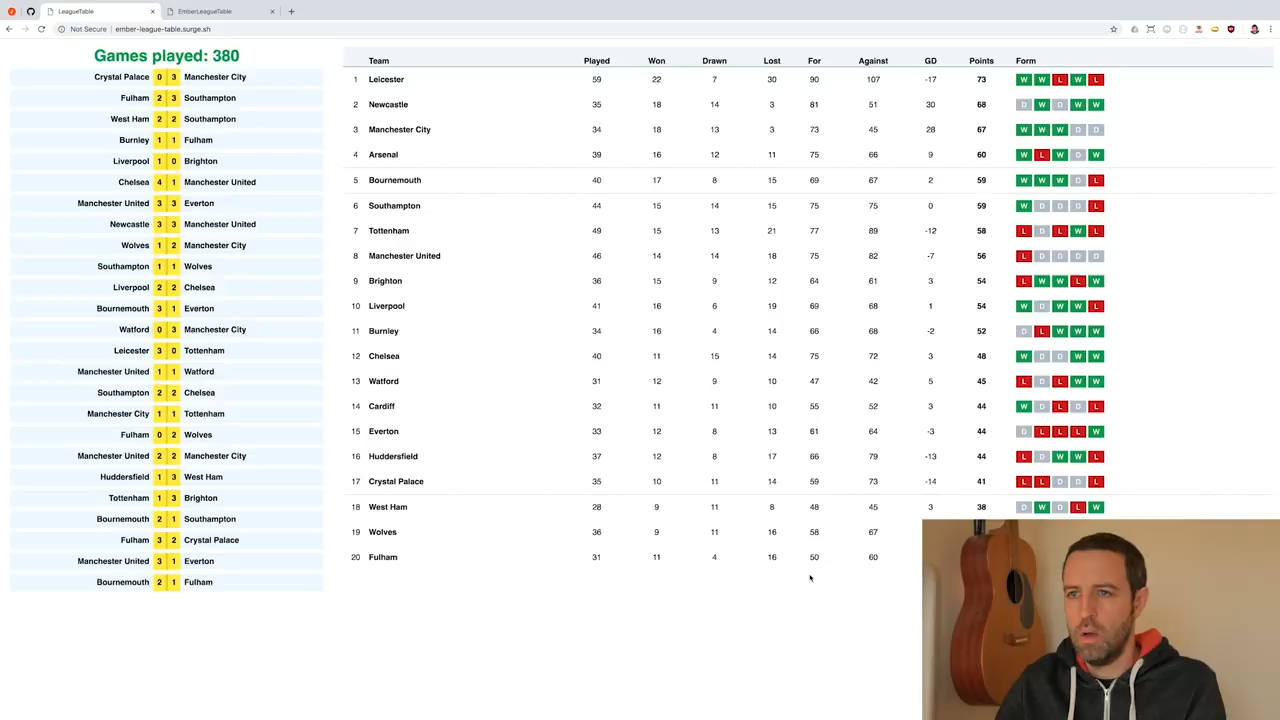 LeagueTable
EmberLeagueTable
Not Secure | ember-league-table.surge.sh
Games played: 380
Crystal Palace 0 3 Manchester City
Fulham 2 3 Southampton
West Ham 2 2 Southampton
Burnley 1 1 Fulham
Liverpool 1 0 Brighton
Chelsea 4 1 Manchester United
Manchester United 3 3 Everton
Newcastle 3 3 Manchester United
Wolves 1 2 Manchester City
Southampton 1 1 Wolves
Liverpool 2 2 Chelsea
Bournemouth 3 1 Everton
Watford 0 3 Manchester City
Leicester 3 0 Tottenham
Manchester United 1 1 Watford
Southampton 2 2 Chelsea
Manchester City 1 1 Tottenham
Fulham 0 2 Wolves
Manchester United 2 2 Manchester City
Huddersfield 1 3 West Ham
Tottenham 1 3 Brighton
Bournemouth 2 1 Southampton
Fulham 3 2 Crystal Palace
Manchester United 3 1 Everton
Bournemouth 2 1 Fulham
Team Played Won Drawn Lost For Against GD Points Form
1 Leicester 59 22 7 30 90 107 -17 73 W W L W L
2 Newcastle 35 18 14 3 81 51 30 68 D W D W W
3 Manchester City 34 18 13 3 73 45 28 67 W W W D D
4 Arsenal 39 16 12 11 75 66 9 60 W L W D W
5 Bournemouth 40 17 8 15 69 67 2 59 W W W D L
6 Southampton 44 15 14 15 75 75 0 59 W D D D L
7 Tottenham 49 15 13 21 77 89 -12 58 L D L W L
8 Manchester United 46 14 14 18 75 82 -7 56 L D D D D
9 Brighton 36 15 9 12 64 61 3 54 L W W L W
10 Liverpool 41 16 6 19 69 68 1 54 W D W W L
11 Burnley 34 16 4 14 66 68 -2 52 D L W W W
12 Chelsea 40 11 15 14 75 72 3 48 W D D W W
13 Watford 31 12 9 10 47 42 5 45 L D L W W
14 Cardiff 32 11 11 10 55 52 3 44 W D L D L
15 Everton 33 12 8 13 61 64 -3 44 D L L L W
16 Huddersfield 37 12 8 17 66 79 -13 44 L D W W L
17 Crystal Palace 35 10 11 14 59 73 -14 41 L L D D L
18 West Ham 28 9 11 8 48 45 3 38 D W D L W
19 Wolves 36 9 11 16 58 67
20 Fulham 31 11 4 16 50 60